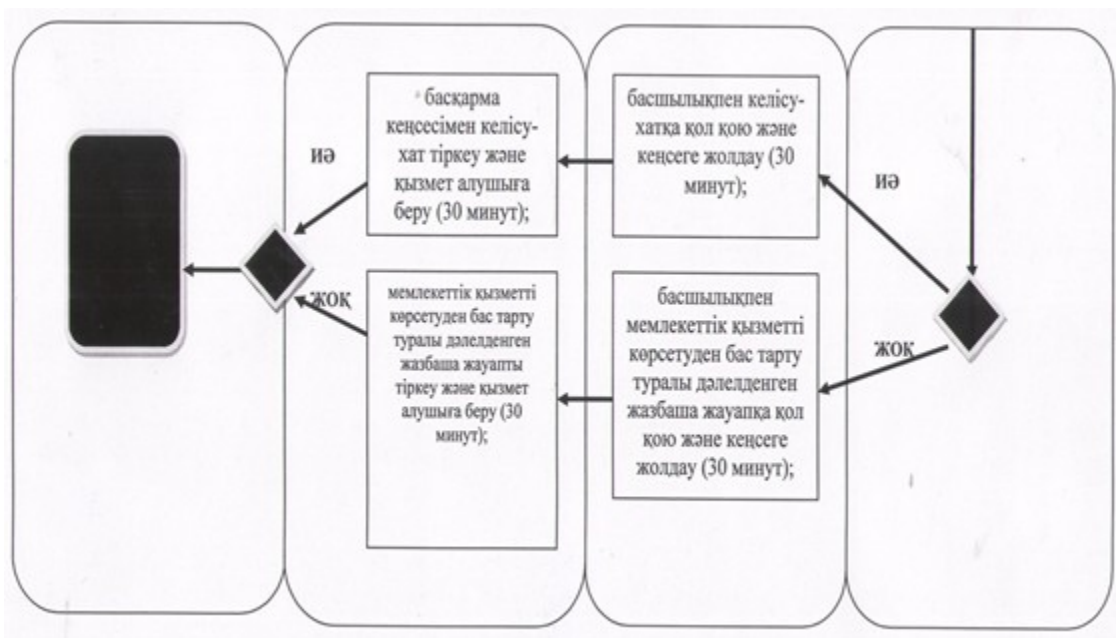 басқарма
кеңсесімен келісу-
хат тіркеу және
қызмет алушыға
беру (30 минут);
басшылықпен келісу-
хатқа қол қою және
кеңсеге жолдау (30
минут);
иә
иә
мемлекеттік қызметті
көрсетуден бас тарту
туралы дәлелденген
жазбаша жауапты
тіркеу және қызмет
алушыға беру (30
минут);
басшылықпен
мемлекеттік қызметті
көрсетуден бас тарту
туралы дәлелденген
жазбаша жауапқа қол
қою және кеңсеге
жолдау (30 минут);
жоқ
жоқ